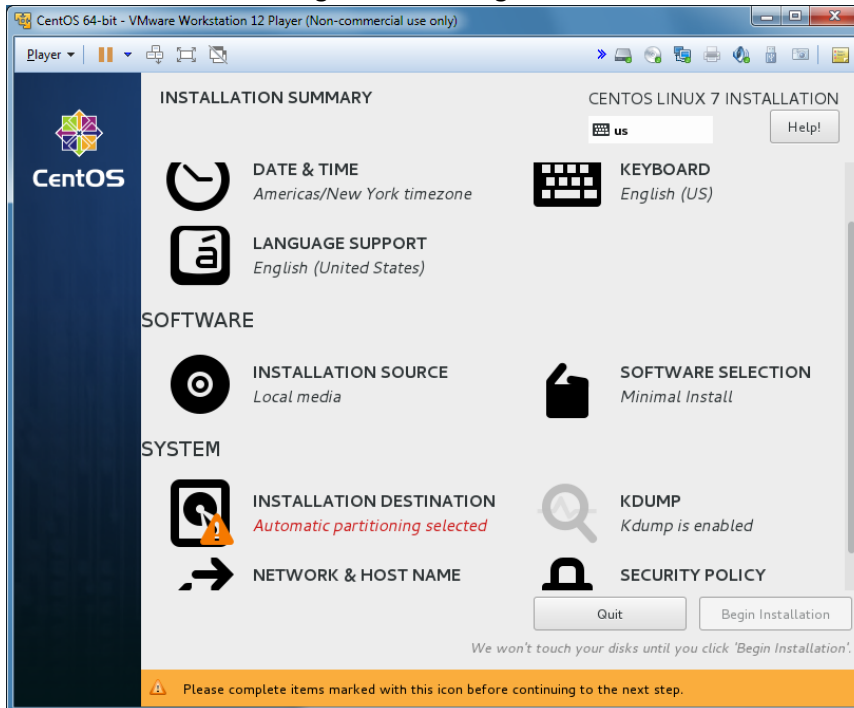 CentOS 64-bit - VMware Workstation 12 Player (Non-commercial use only)
Player
INSTALLATION SUMMARY
CENTOS LINUX 7 INSTALLATION
us
Help!
CentOS
DATE & TIME
Americas/New York timezone
KEYBOARD
English (US)
LANGUAGE SUPPORT
English (United States)
SOFTWARE
INSTALLATION SOURCE
Local media
SOFTWARE SELECTION
Minimal Install
SYSTEM
INSTALLATION DESTINATION
Automatic partitioning selected
KDUMP
Kdump is enabled
NETWORK & HOST NAME
SECURITY POLICY
Quit
Begin Installation
We won't touch your disks until you click 'Begin Installation'.
Please complete items marked with this icon before continuing to the next step.